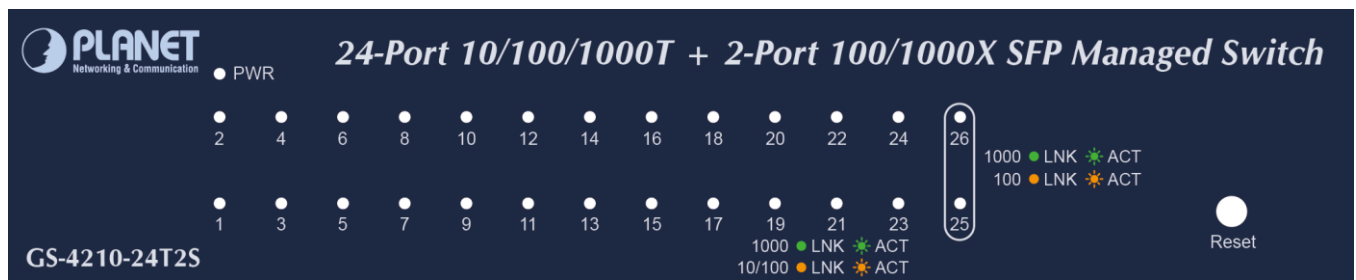 PLANET
Networking & Communication
24-Port 10/100/1000T + 2-Port 100/1000X SFP Managed Switch
PWR
2 4 6 8 10 12 14 16 18 20 22 24 26
1000 LNK ACT
100 LNK ACT
1 3 5 7 9 11 13 15 17 19 21 23 25
1000 LNK ACT
10/100 LNK ACT
Reset
GS-4210-24T2S